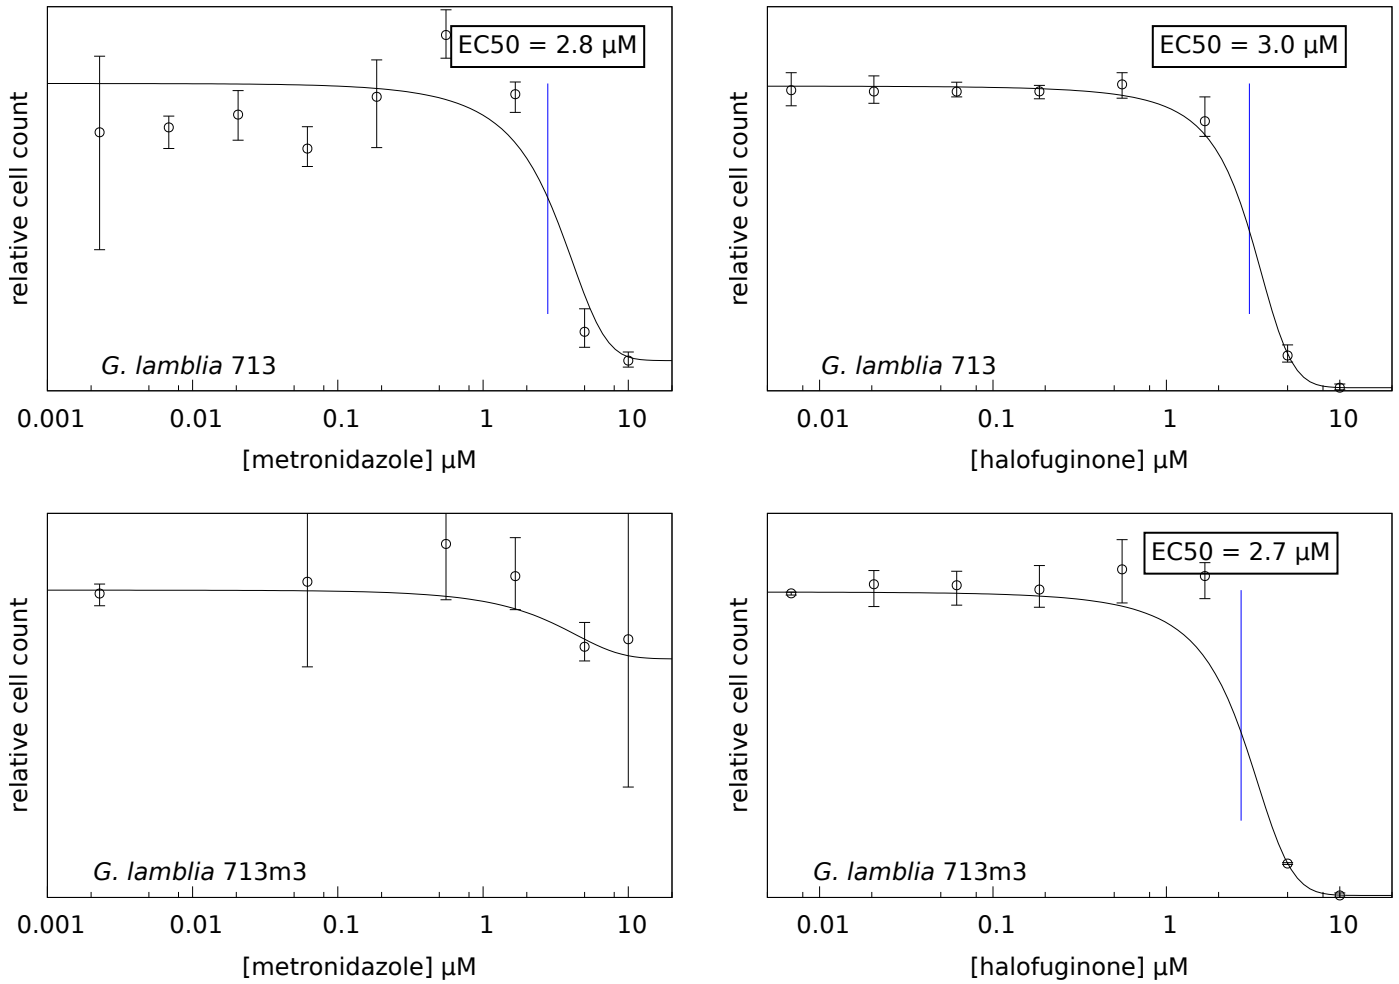 EC50 = 2.8 µM
relative cell count
G. lamblia 713
0.001 0.01 0.1 1 10
[metronidazole] µM
EC50 = 3.0 µM
relative cell count
G. lamblia 713
0.01 0.1 1 10
[halofuginone] µM
relative cell count
G. lamblia 713m3
0.001 0.01 0.1 1 10
[metronidazole] µM
EC50 = 2.7 µM
relative cell count
G. lamblia 713m3
0.01 0.1 1 10
[halofuginone] µM